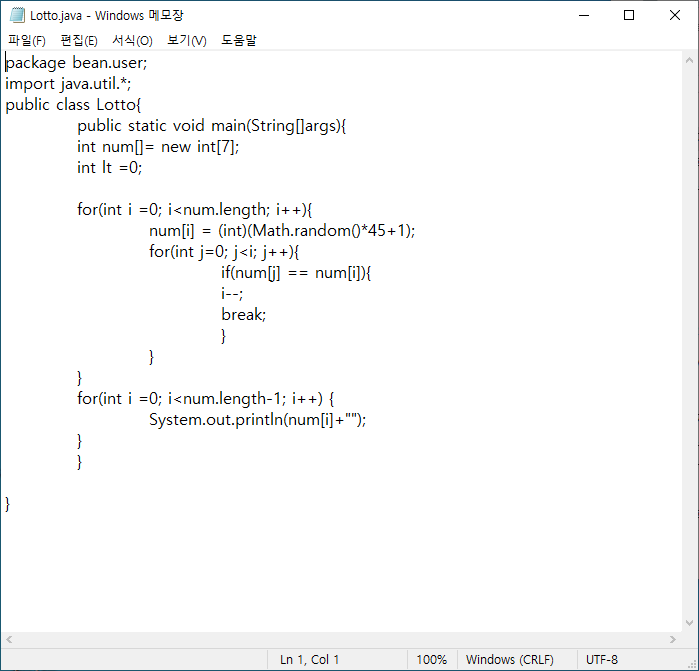 Lotto.java - Windows 메모장
파일(F) 편집(E) 서식(O) 보기(V) 도움말
package bean.user;
import java.util.*;
public class Lotto{
public static void main(String[]args){
int num[]= new int[7];
int lt =0;
for(int i =0; i<num.length; i++){
num[i] = (int)(Math.random()*45+1);
for(int j=0; j<i; j++){
if(num[j] == num[i]){
i--;
break;
}
}
}
for(int i =0; i<num.length-1; i++) {
System.out.println(num[i]+"");
}
}
}
Ln 1, Col 1 100% Windows (CRLF) UTF-8